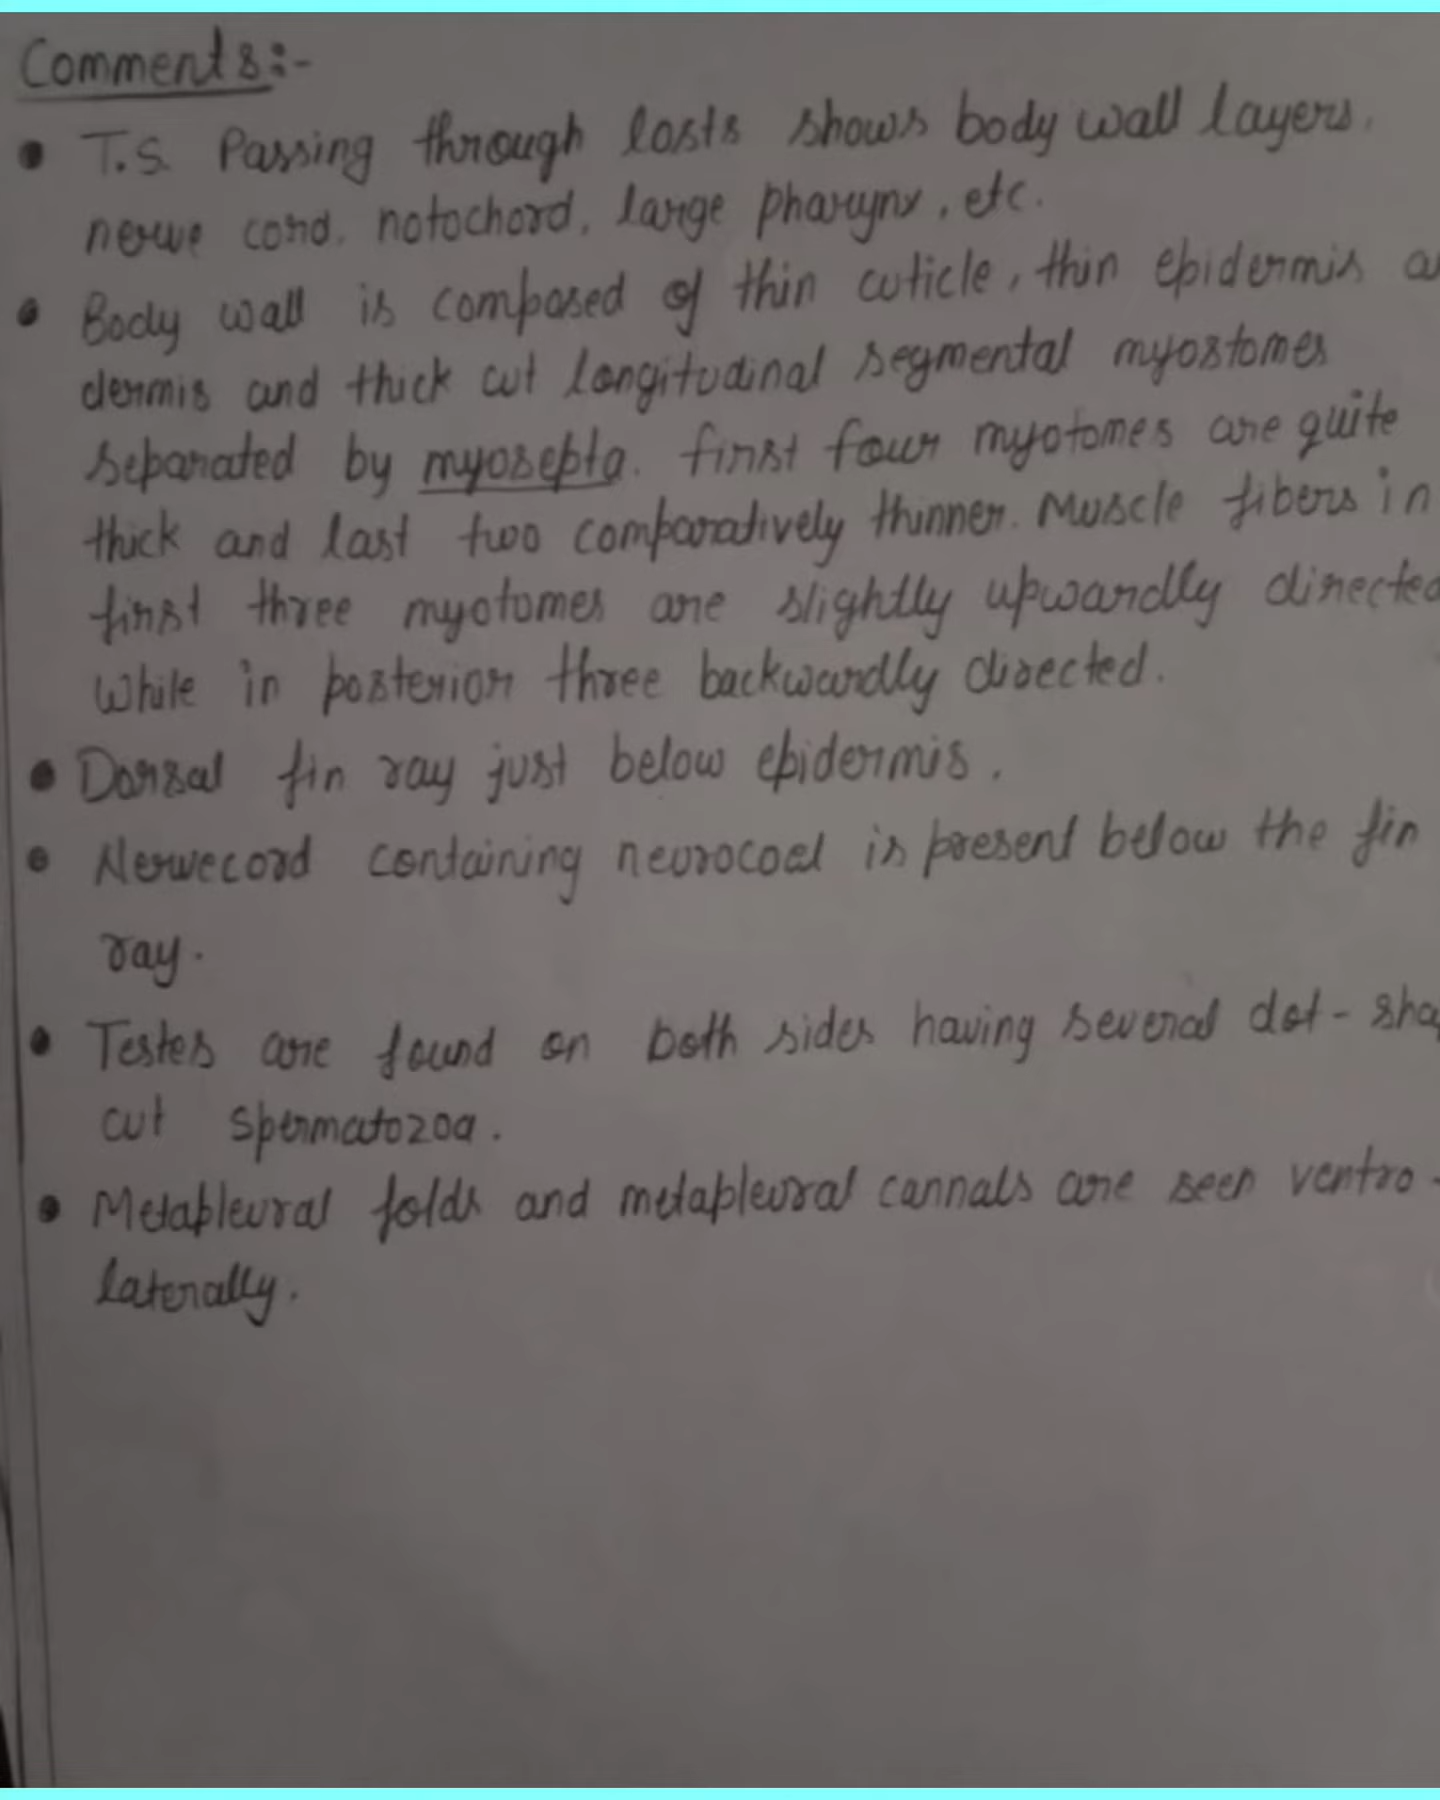 Comments:-
• T.S. Passing through losts shows body wall layers,
nerve cord, notochord, large pharynx, etc.
• Body wall is composed of thin cuticle, thin epidermis
dermis and thick cut longitudinal segmental myostomes
separated by myosepta. first four myotomes are quite
thick and last two comparatively thinner. Muscle fibers in
first three myotomes are slightly upwardly directed
while in posterior three backwardly directed.
• Dorsal fin ray just below epidermis.
• Nervecord containing neurocoel is present below the fin
ray.
• Testes are found on both sides having several dot-
cut spermatozoa.
• Metapleural folds and metapleural cannals are seen ventro-
laterally.